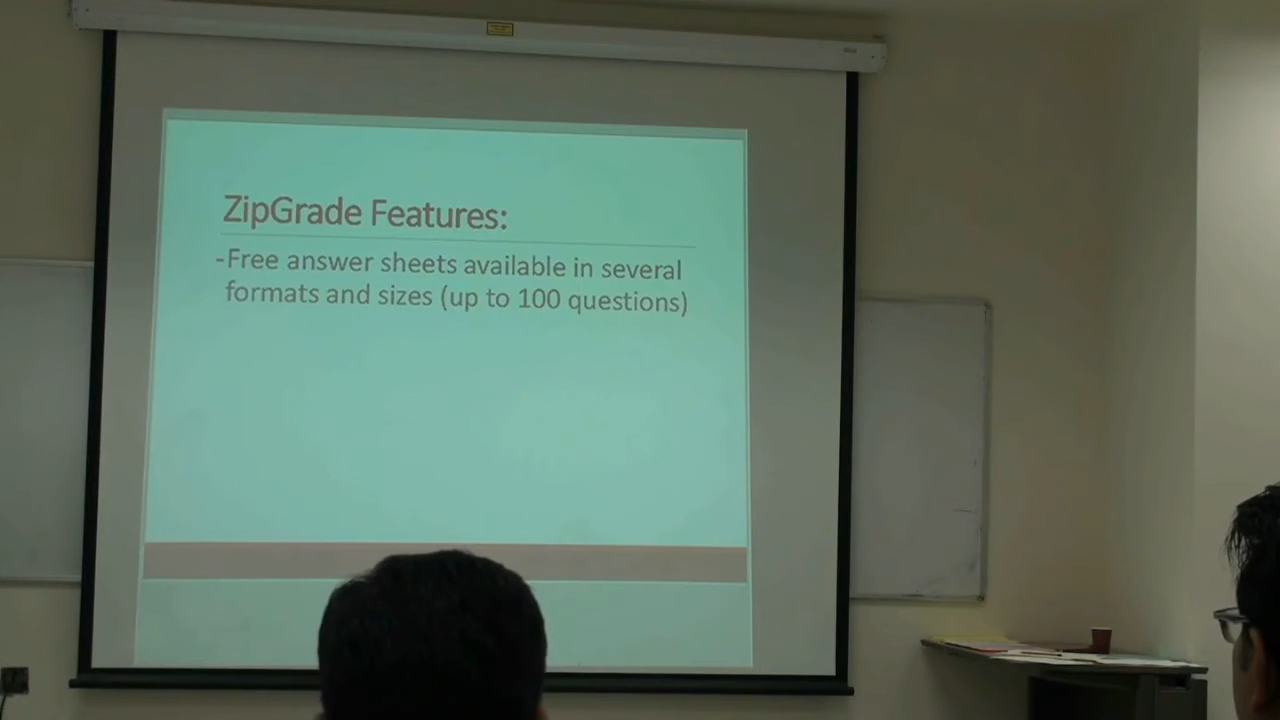 ZipGrade Features:
-Free answer sheets available in several
formats and sizes (up to 100 questions)